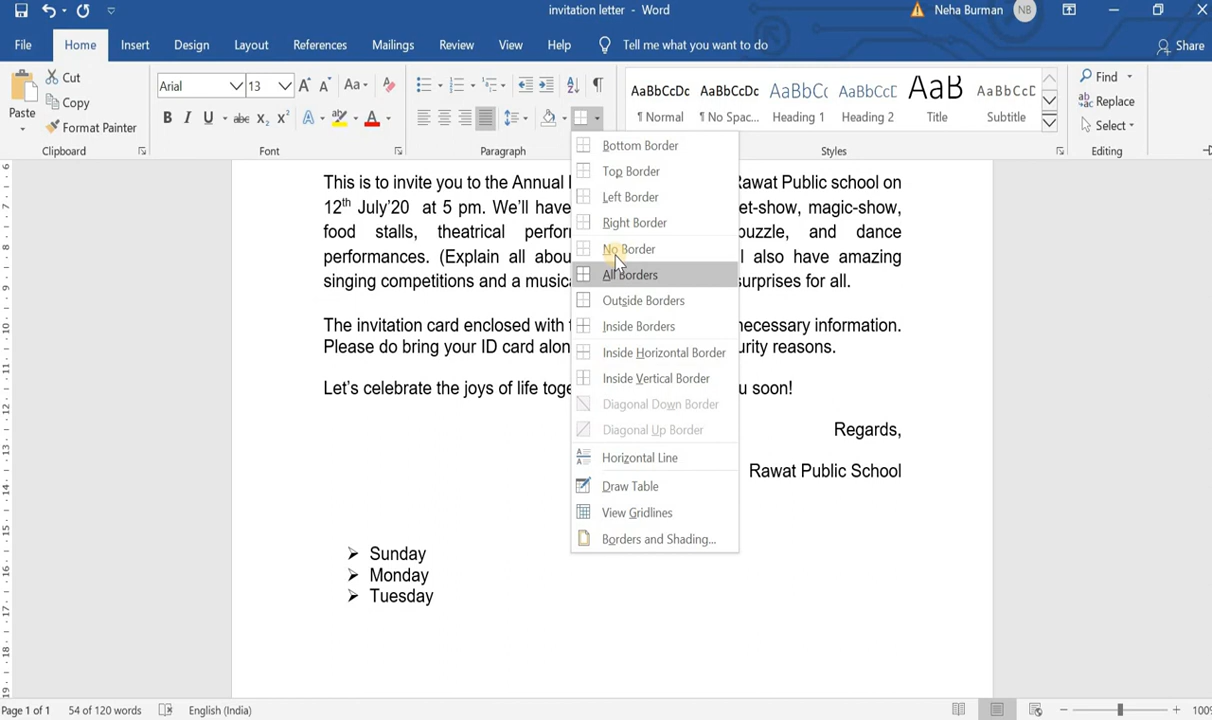 invitation letter - Word
Neha Burman NB
File Home Insert Design Layout References Mailings Review View Help Tell me what you want to do Share
Paste
Cut
Copy
Format Painter
Clipboard
Arial 13
Aa
B I U abc X₂ X² A A
Font
Paragraph
AaBbCcDc AaBbCcDc AaBbCc AaBbCcD AaB AaBbCcD
¶ Normal ¶ No Spac... Heading 1 Heading 2 Title Subtitle
Styles
Find
Replace
Select
Editing
Bottom Border
Top Border
Left Border
Right Border
No Border
All Borders
Outside Borders
Inside Borders
Inside Horizontal Border
Inside Vertical Border
Diagonal Down Border
Diagonal Up Border
Horizontal Line
Draw Table
View Gridlines
Borders and Shading...
This is to invite you to the Annual Rawat Public school on
12th July'20 at 5 pm. We'll have et-show, magic-show,
food stalls, theatrical perfor puzzle, and dance
performances. (Explain all abou also have amazing
singing competitions and a music surprises for all.
The invitation card enclosed with necessary information.
Please do bring your ID card alon urity reasons.
Let's celebrate the joys of life toge u soon!
Regards,
Rawat Public School
➢ Sunday
➢ Monday
➢ Tuesday
Page 1 of 1 54 of 120 words English (India) 100%